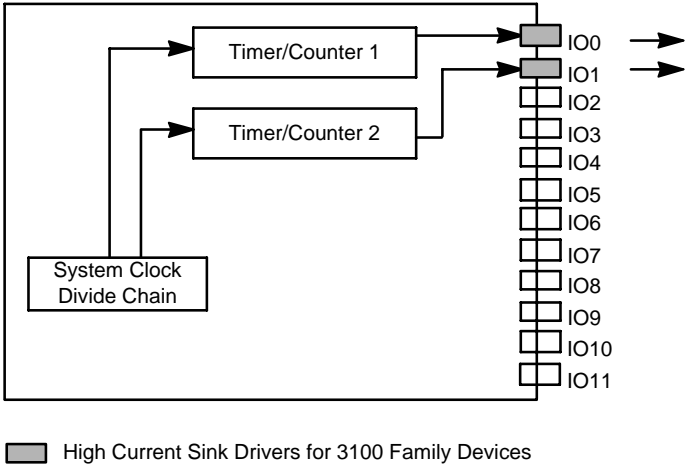 Timer/Counter 1
Timer/Counter 2
System Clock
Divide Chain
IO0
IO1
IO2
IO3
IO4
IO5
IO6
IO7
IO8
IO9
IO10
IO11
High Current Sink Drivers for 3100 Family Devices